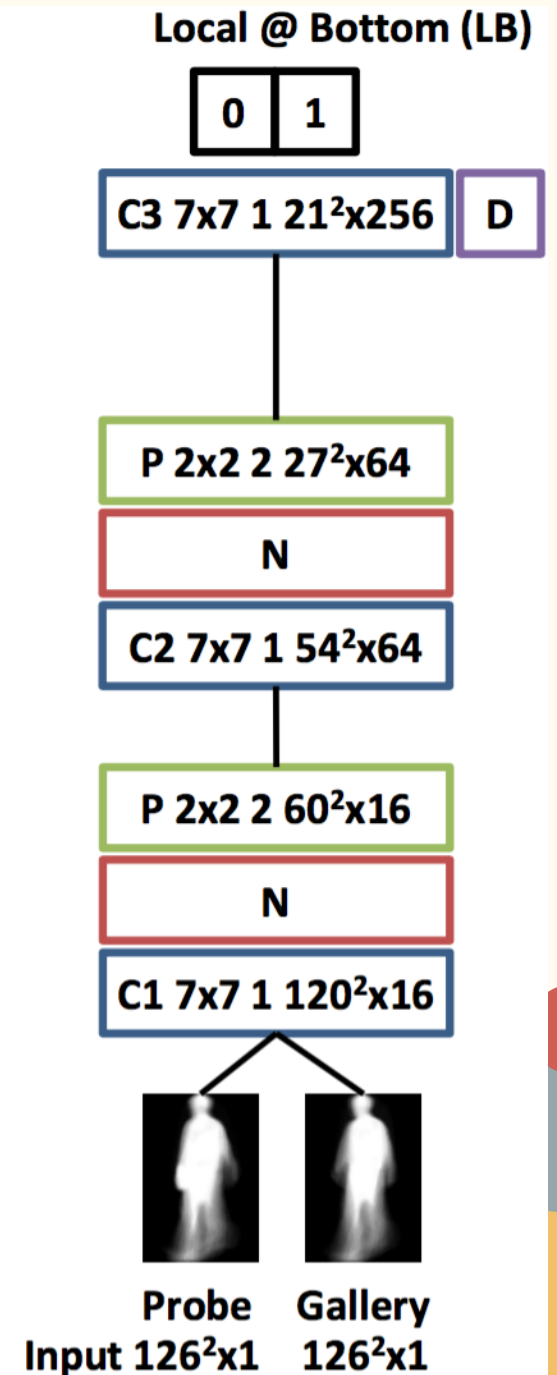 Local @ Bottom (LB)
0 1
C3 7x7 1 21²x256 D
P 2x2 2 27²x64
N
C2 7x7 1 54²x64
P 2x2 2 60²x16
N
C1 7x7 1 120²x16
Probe Gallery
Input 126²x1 126²x1